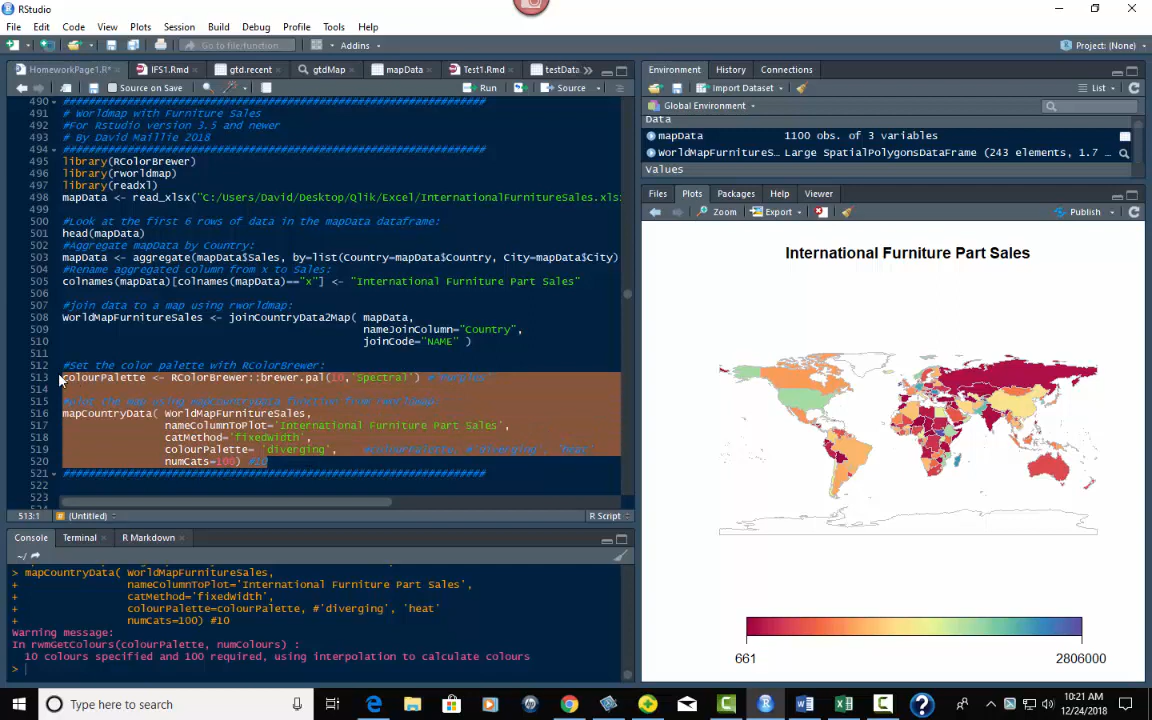 RStudio
File Edit Code View Plots Session Build Debug Profile Tools Help
Go to file/function Addins Project: (None)
HomeworkPage1.R* IFS1.Rmd gtd.recent gtdMap mapData Test1.Rmd testData
Source on Save Run Source
490 ################################################################################
491 # Worldmap with Furniture Sales
492 #For Rstudio version 3.5 and newer
493 # By David Maillie 2018
494 ################################################################################
495 library(RColorBrewer)
496 library(rworldmap)
497 library(readxl)
498 mapData <- read_xlsx("C:/Users/David/Desktop/Qlik/Excel/InternationalFurnitureSales.xls
499
500 #Look at the first 6 rows of data in the mapData dataframe:
501 head(mapData)
502 #Aggregate mapData by Country:
503 mapData <- aggregate(mapData$Sales, by=list(Country=mapData$Country, City=mapData$City)
504 #Rename aggregated column from x to Sales:
505 colnames(mapData)[colnames(mapData)=="x"] <- "International Furniture Part Sales"
506
507 #join data to a map using rworldmap:
508 WorldMapFurnitureSales <- joinCountryData2Map( mapData,
509 nameJoinColumn="Country",
510 joinCode="NAME" )
511
512 #Set the color palette with RColorBrewer:
513 colourPalette <- RColorBrewer::brewer.pal(10,'Spectral')
514
515
516 mapCountryData( WorldMapFurnitureSales,
517 nameColumnToPlot='International Furniture Part Sales',
518 catMethod='fixedWidth',
519 colourPalette= 'diverging', #colourPalette, #'diverging', 'heat'
520 numCats=100) #10
521 ################################################################################
522
523
524
513:1 (Untitled) R Script
Console Terminal R Markdown
~/
> mapCountryData( WorldMapFurnitureSales,
+ nameColumnToPlot='International Furniture Part Sales',
+ catMethod='fixedWidth',
+ colourPalette=colourPalette, #'diverging', 'heat'
+ numCats=100) #10
Warning message:
In rwmGetColours(colourPalette, numColours) :
10 colours specified and 100 required, using interpolation to calculate colours
>
Environment History Connections
Import Dataset List
Global Environment
Data
mapData 1100 obs. of 3 variables
WorldMapFurnitureS… Large SpatialPolygonsDataFrame (243 elements, 1.7 …
Values
Files Plots Packages Help Viewer
Zoom Export Publish
International Furniture Part Sales
661 2806000
Type here to search
10:21 AM
12/24/2018